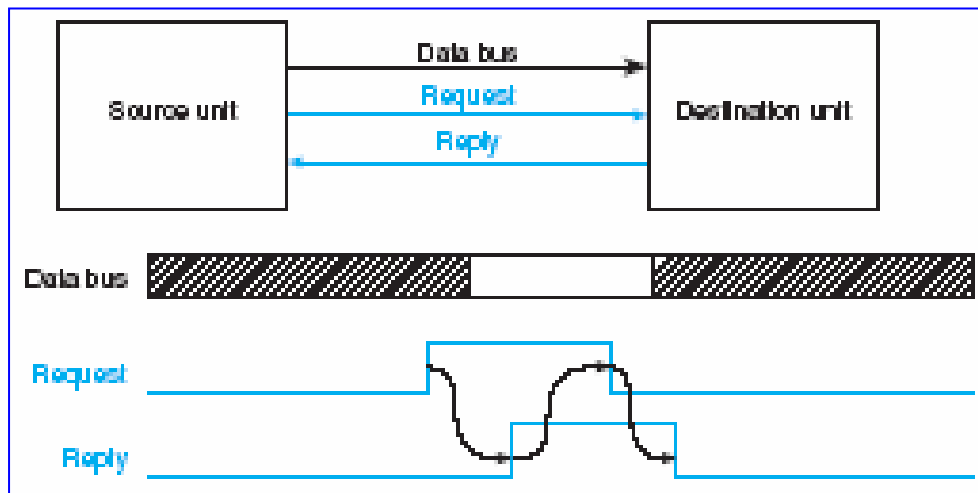 Data bus
Source unit
Request
Destination unit
Reply
Data bus
Request
Reply